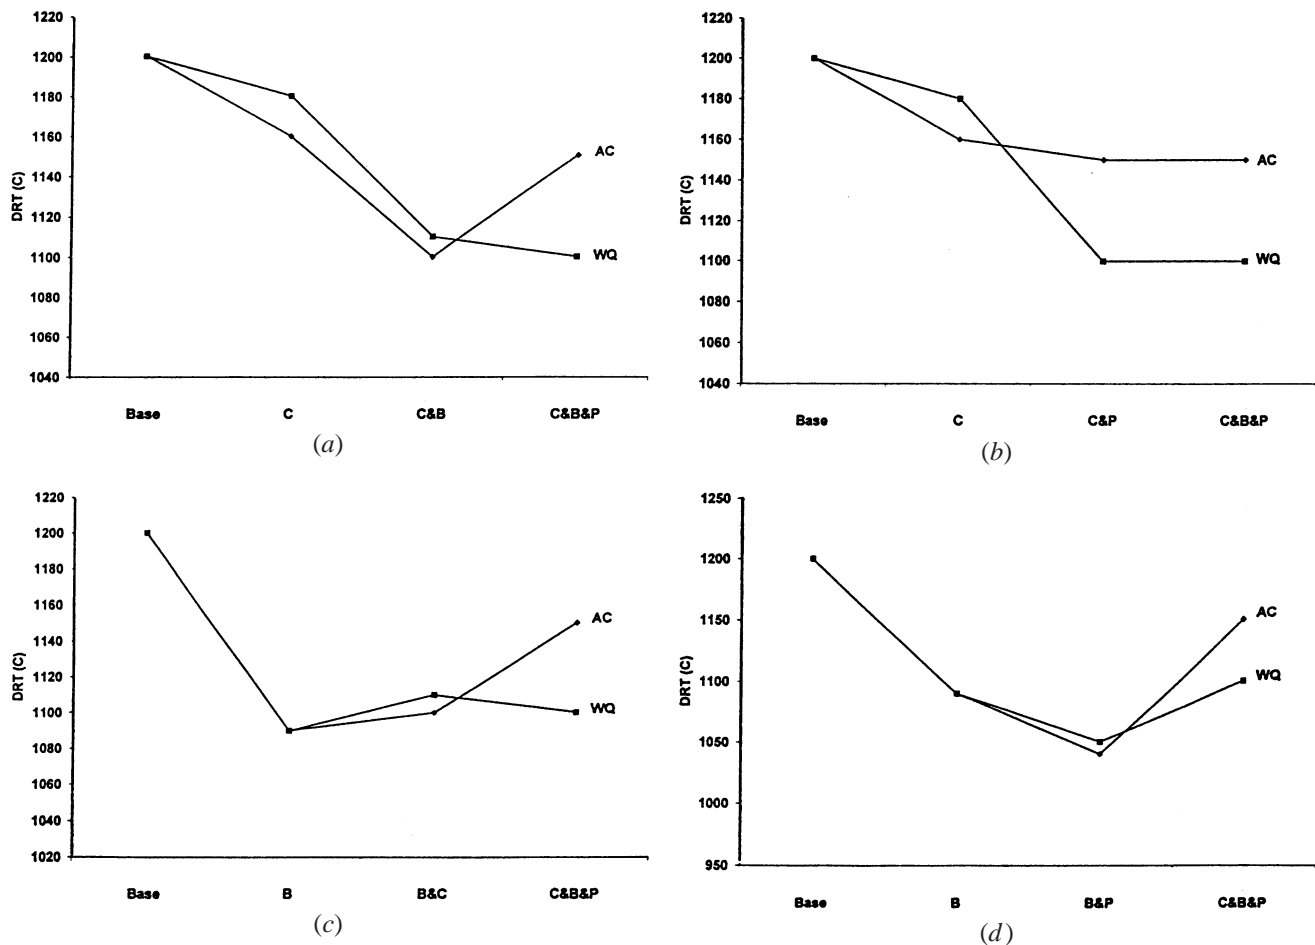 1220
1200
1180
1160
1140
1120
1100
1080
1060
1040
DRT (C)
AC
WQ
Base C C&B C&B&P
(a)
1220
1200
1180
1160
1140
1120
1100
1080
1060
1040
DRT (C)
AC
WQ
Base C C&P C&B&P
(b)
1220
1200
1180
1160
1140
1120
1100
1080
1060
1040
1020
DRT (C)
AC
WQ
Base B B&C C&B&P
(c)
1250
1200
1150
1100
1050
1000
950
DRT (C)
AC
WQ
Base B B&P C&B&P
(d)